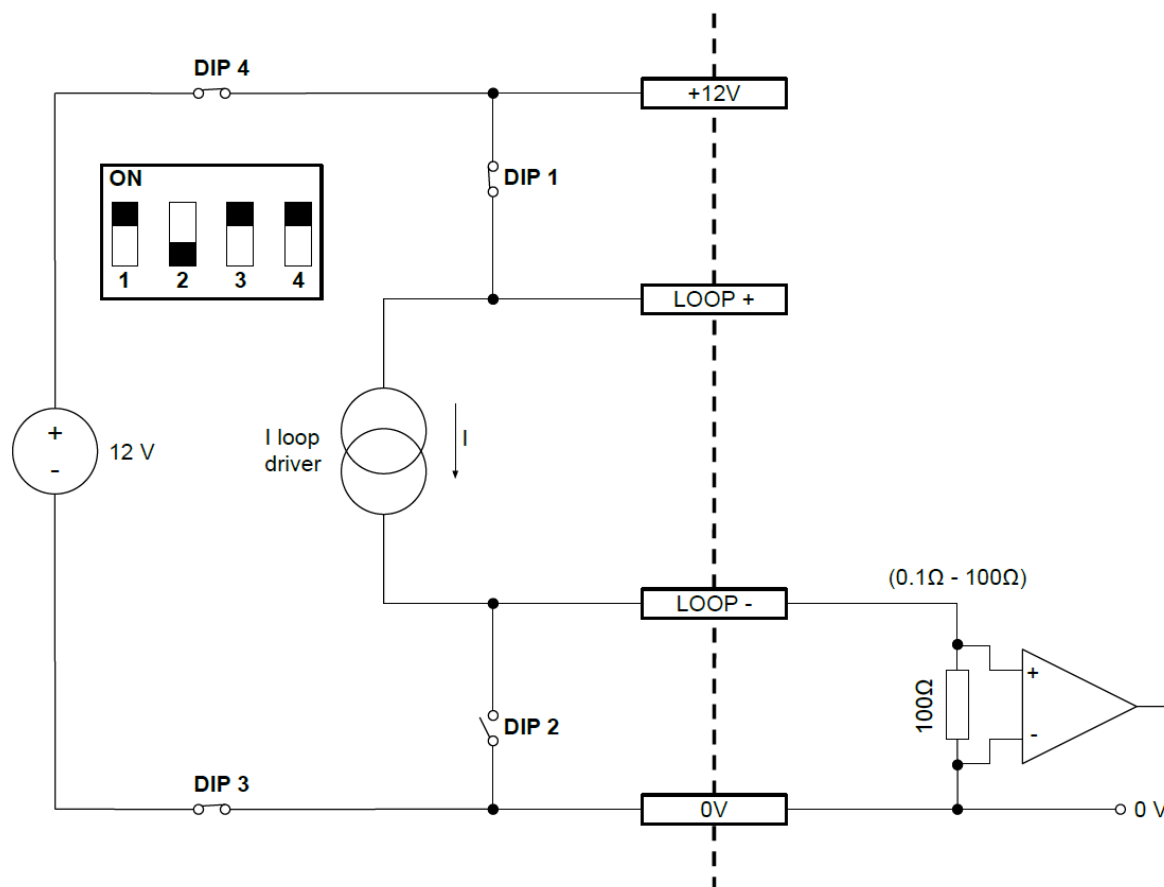 DIP 4
+12V
ON
1 2 3 4
DIP 1
LOOP +
+
-
12 V
I loop
driver
I
(0.1Ω - 100Ω)
LOOP -
100Ω
+
-
DIP 2
DIP 3
0V
0 V